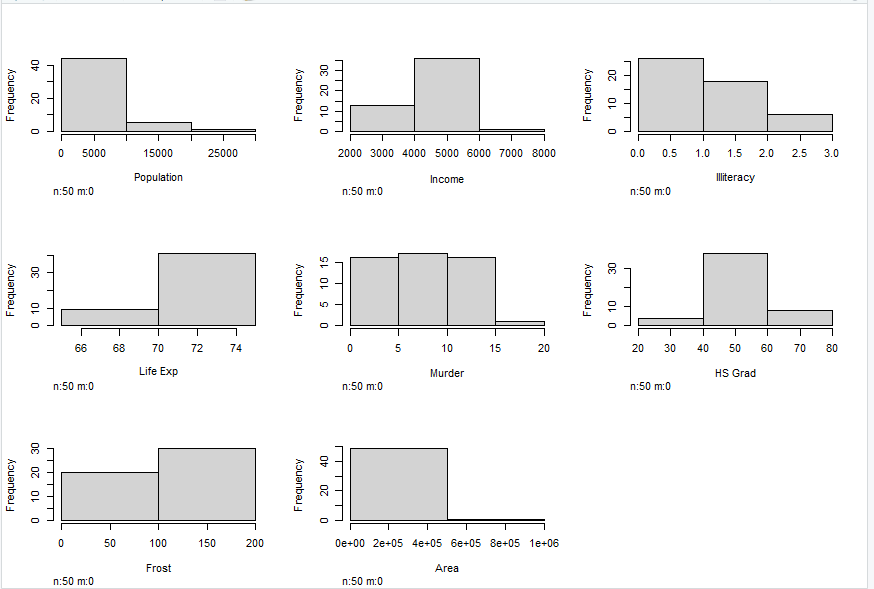 Frequency
0 20 40
0 5000 15000 25000
Population
n:50 m:0
Frequency
0 10 20 30
2000 3000 4000 5000 6000 7000 8000
Income
n:50 m:0
Frequency
0 10 20
0.0 0.5 1.0 1.5 2.0 2.5 3.0
Illiteracy
n:50 m:0
Frequency
0 10 30
66 68 70 72 74
Life Exp
n:50 m:0
Frequency
0 5 10 15
0 5 10 15 20
Murder
n:50 m:0
Frequency
0 10 30
20 30 40 50 60 70 80
HS Grad
n:50 m:0
Frequency
0 10 20 30
0 50 100 150 200
Frost
n:50 m:0
Frequency
0 20 40
0e+00 2e+05 4e+05 6e+05 8e+05 1e+06
Area
n:50 m:0